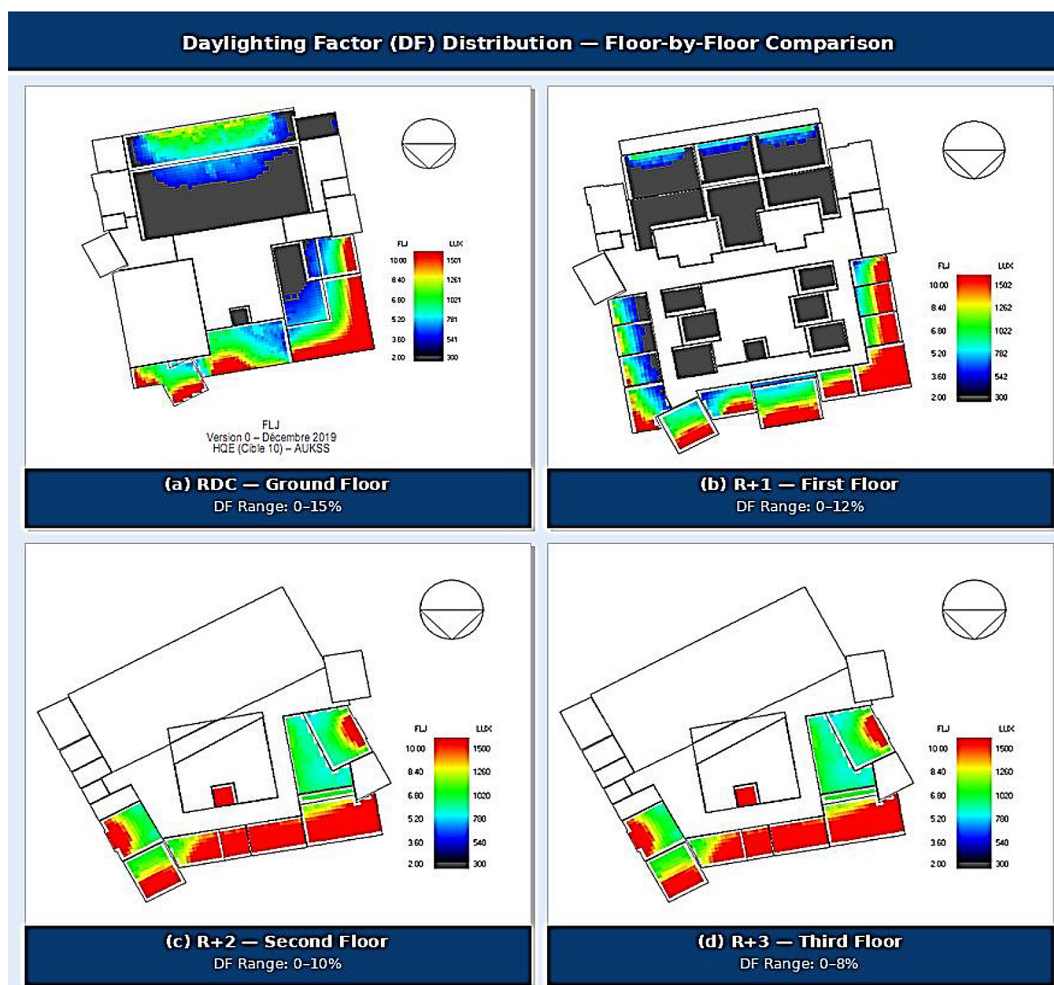 Daylighting Factor (DF) Distribution — Floor-by-Floor Comparison
FLJ LUX
10.00 1501
8.40 1261
6.80 1021
5.20 781
3.60 541
2.00 300
FLJ
Version 0 – Décembre 2019
HQE (Cible 10) – AUKSS
(a) RDC — Ground Floor
DF Range: 0–15%
FLJ LUX
10.00 1502
8.40 1262
6.80 1022
5.20 782
3.60 542
2.00 300
(b) R+1 — First Floor
DF Range: 0–12%
FLJ LUX
10.00 1500
8.40 1260
6.80 1020
5.20 780
3.60 540
2.00 300
(c) R+2 — Second Floor
DF Range: 0–10%
FLJ LUX
10.00 1500
8.40 1260
6.80 1020
5.20 780
3.60 540
2.00 300
(d) R+3 — Third Floor
DF Range: 0–8%